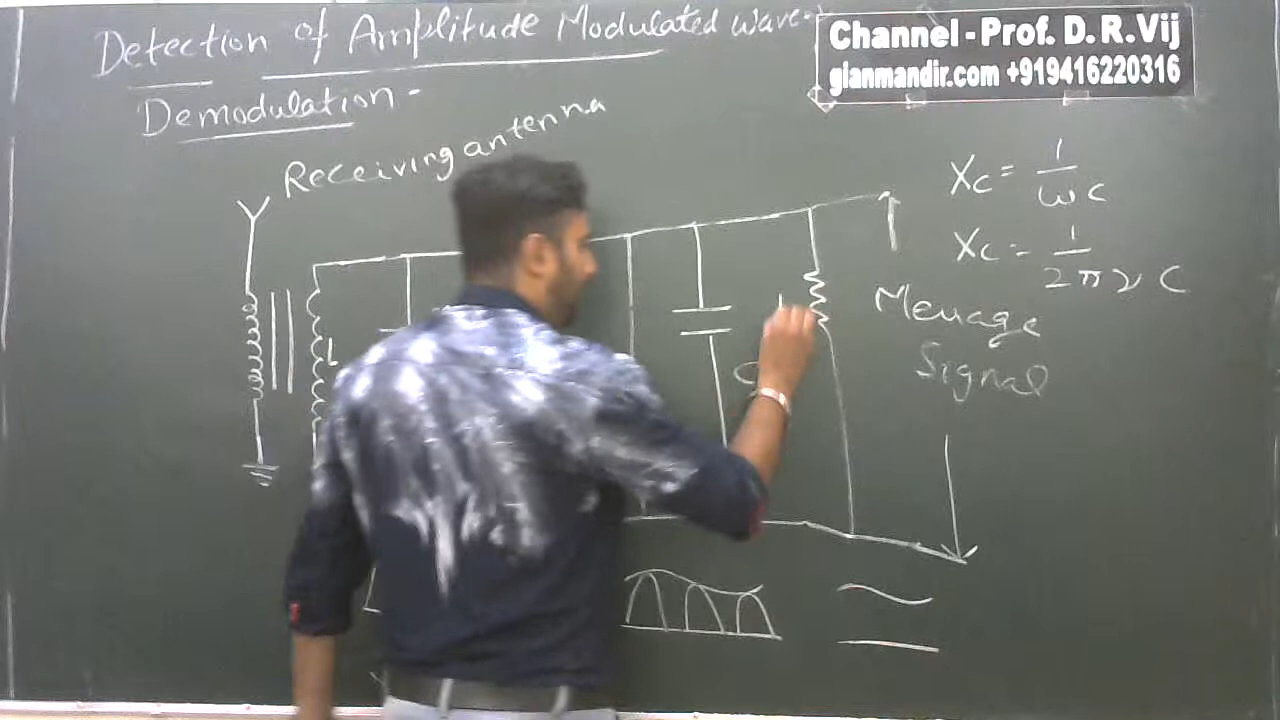 Detection of Amplitude Modulated wave-
Channel - Prof. D. R. Vij
gianmandir.com +919416220316
Demodulation -
Receiving antenna
Xc = 1/ωc
Xc = 1/2πνC
L
C
Message
Signal